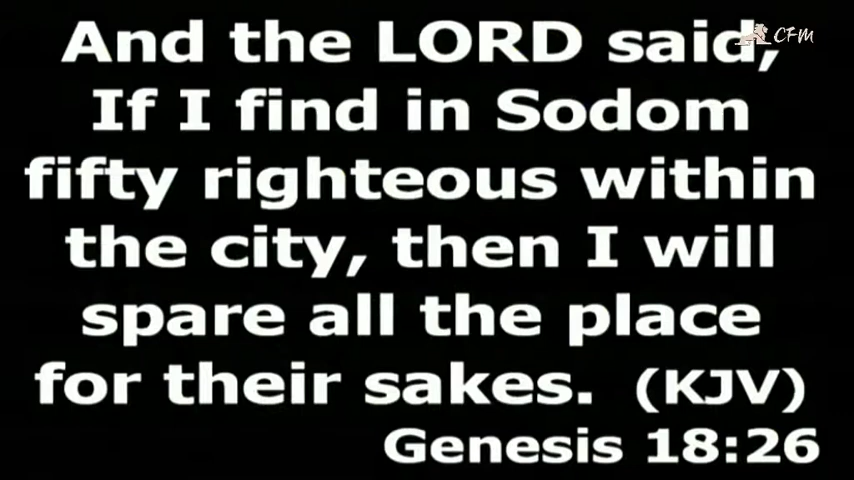 And the LORD said,
If I find in Sodom
fifty righteous within
the city, then I will
spare all the place
for their sakes. (KJV)
Genesis 18:26
CFM